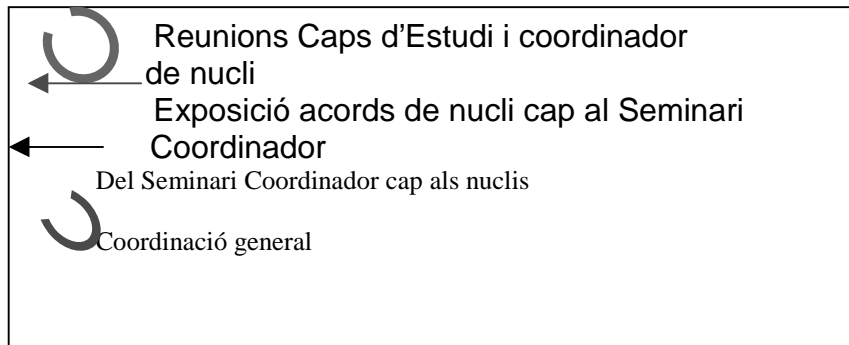 Reunions Caps d'Estudi i coordinador
de nucli
Exposició acords de nucli cap al Seminari
Coordinador
Del Seminari Coordinador cap als nuclis
Coordinació general